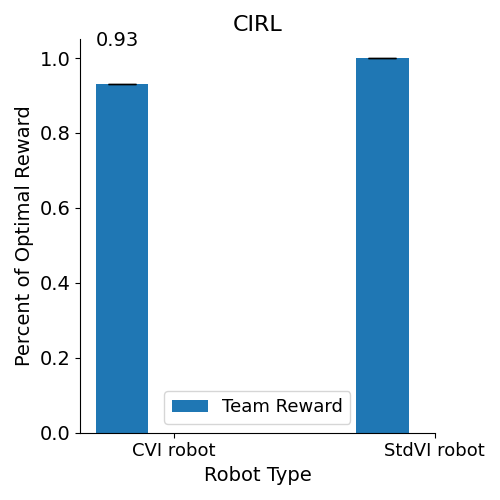 CIRL
0.93
Percent of Optimal Reward
1.0
0.8
0.6
0.4
0.2
0.0
Team Reward
CVI robot
StdVI robot
Robot Type